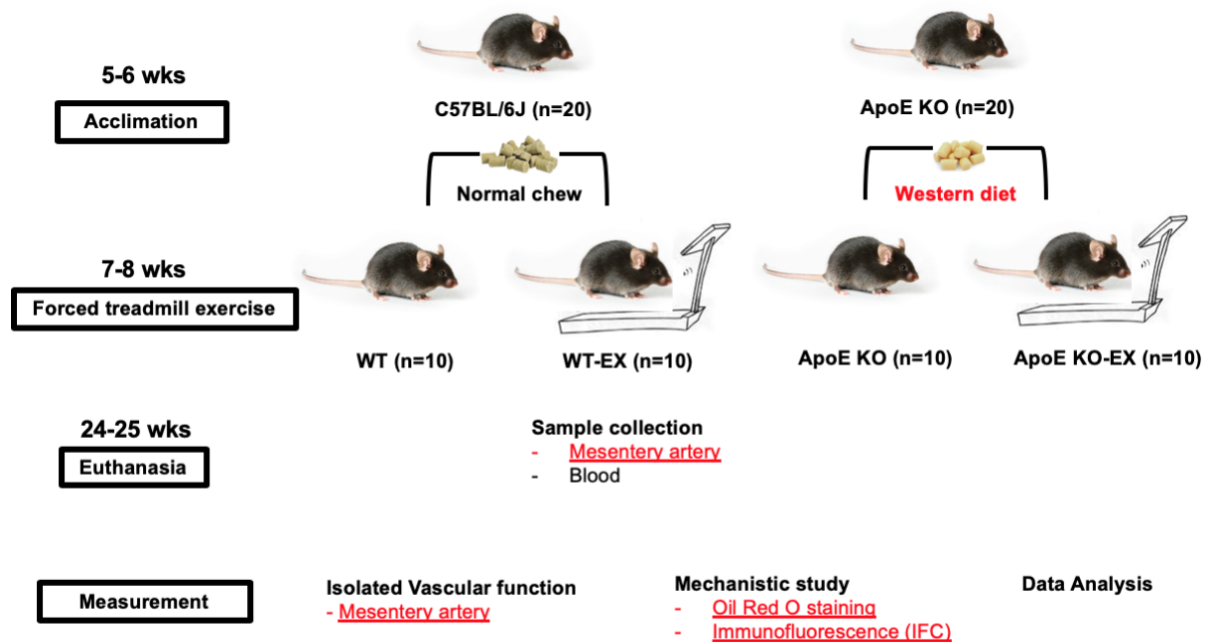 5-6 wks
Acclimation
C57BL/6J (n=20)
ApoE KO (n=20)
Normal chew
Western diet
7-8 wks
Forced treadmill exercise
WT (n=10)
WT-EX (n=10)
ApoE KO (n=10)
ApoE KO-EX (n=10)
24-25 wks
Euthanasia
Sample collection
- Mesentery artery
- Blood
Measurement
Isolated Vascular function
- Mesentery artery
Mechanistic study
- Oil Red O staining
- Immunofluorescence (IFC)
Data Analysis